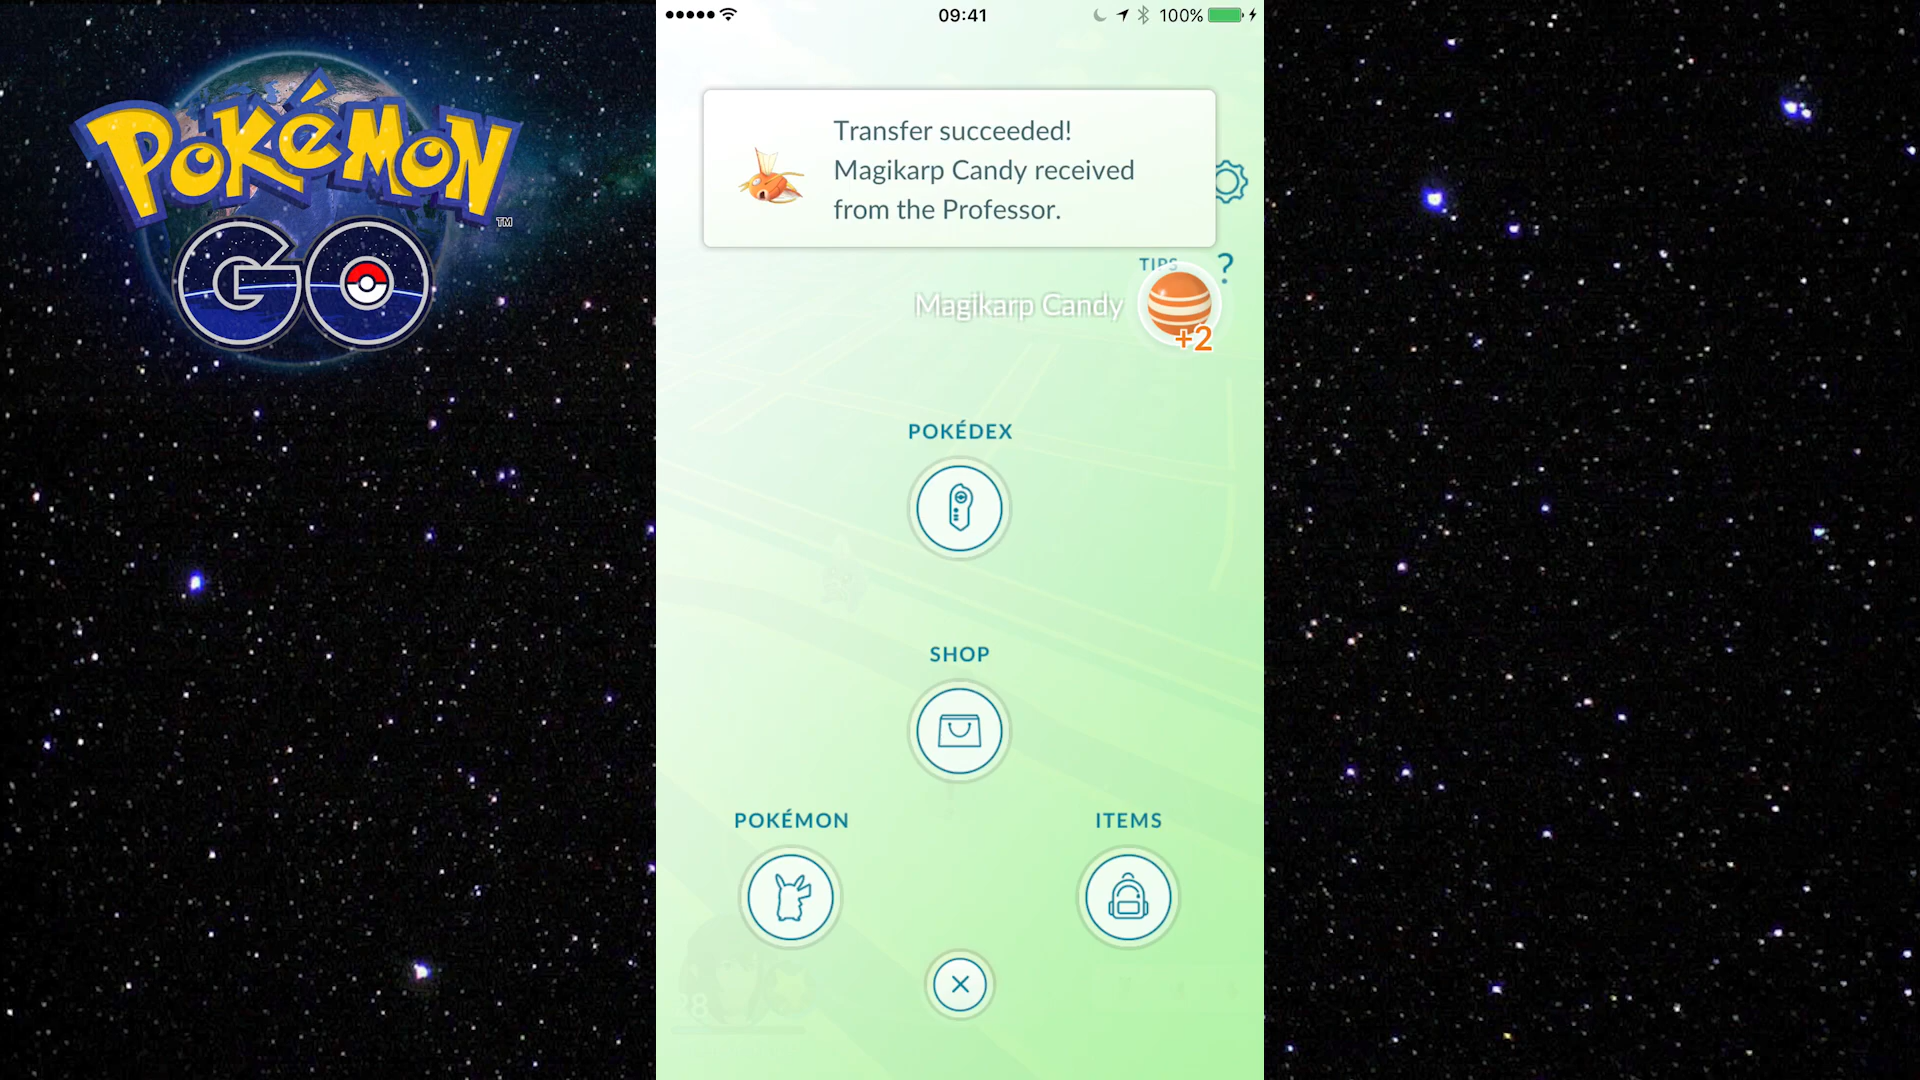 POKÉMON
TM
GO
09:41
100%
Transfer succeeded!
Magikarp Candy received
from the Professor.
TIPS
?
Magikarp Candy
+2
POKÉDEX
SHOP
POKÉMON
ITEMS
28